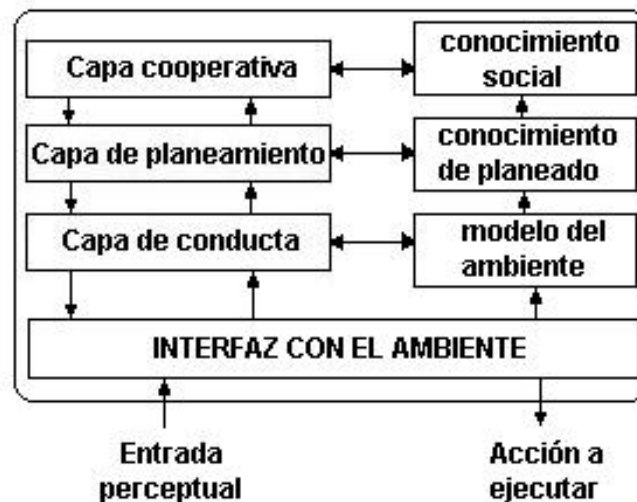 Capa cooperativa
conocimiento
social
Capa de planeamiento
conocimiento
de planeado
Capa de conducta
modelo del
ambiente
INTERFAZ CON EL AMBIENTE
Entrada
perceptual
Acción a
ejecutar